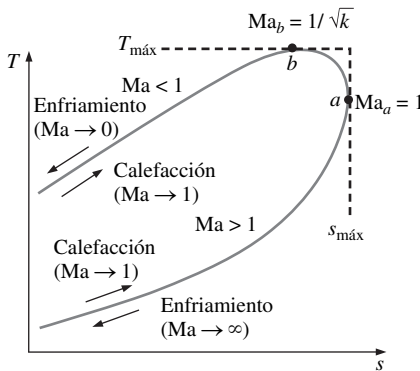 Ma_b = 1/ √k
T_máx
T
b
Ma < 1
a
Ma_a = 1
Enfriamiento
(Ma → 0)
Calefacción
(Ma → 1)
Ma > 1
s_máx
Calefacción
(Ma → 1)
Enfriamiento
(Ma → ∞)
s